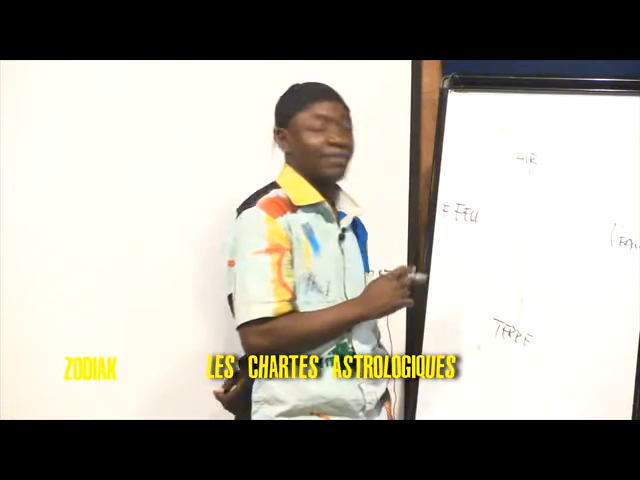 AIR
FEU
TERRE
ZODIAK
LES CHARTES ASTROLOGIQUES